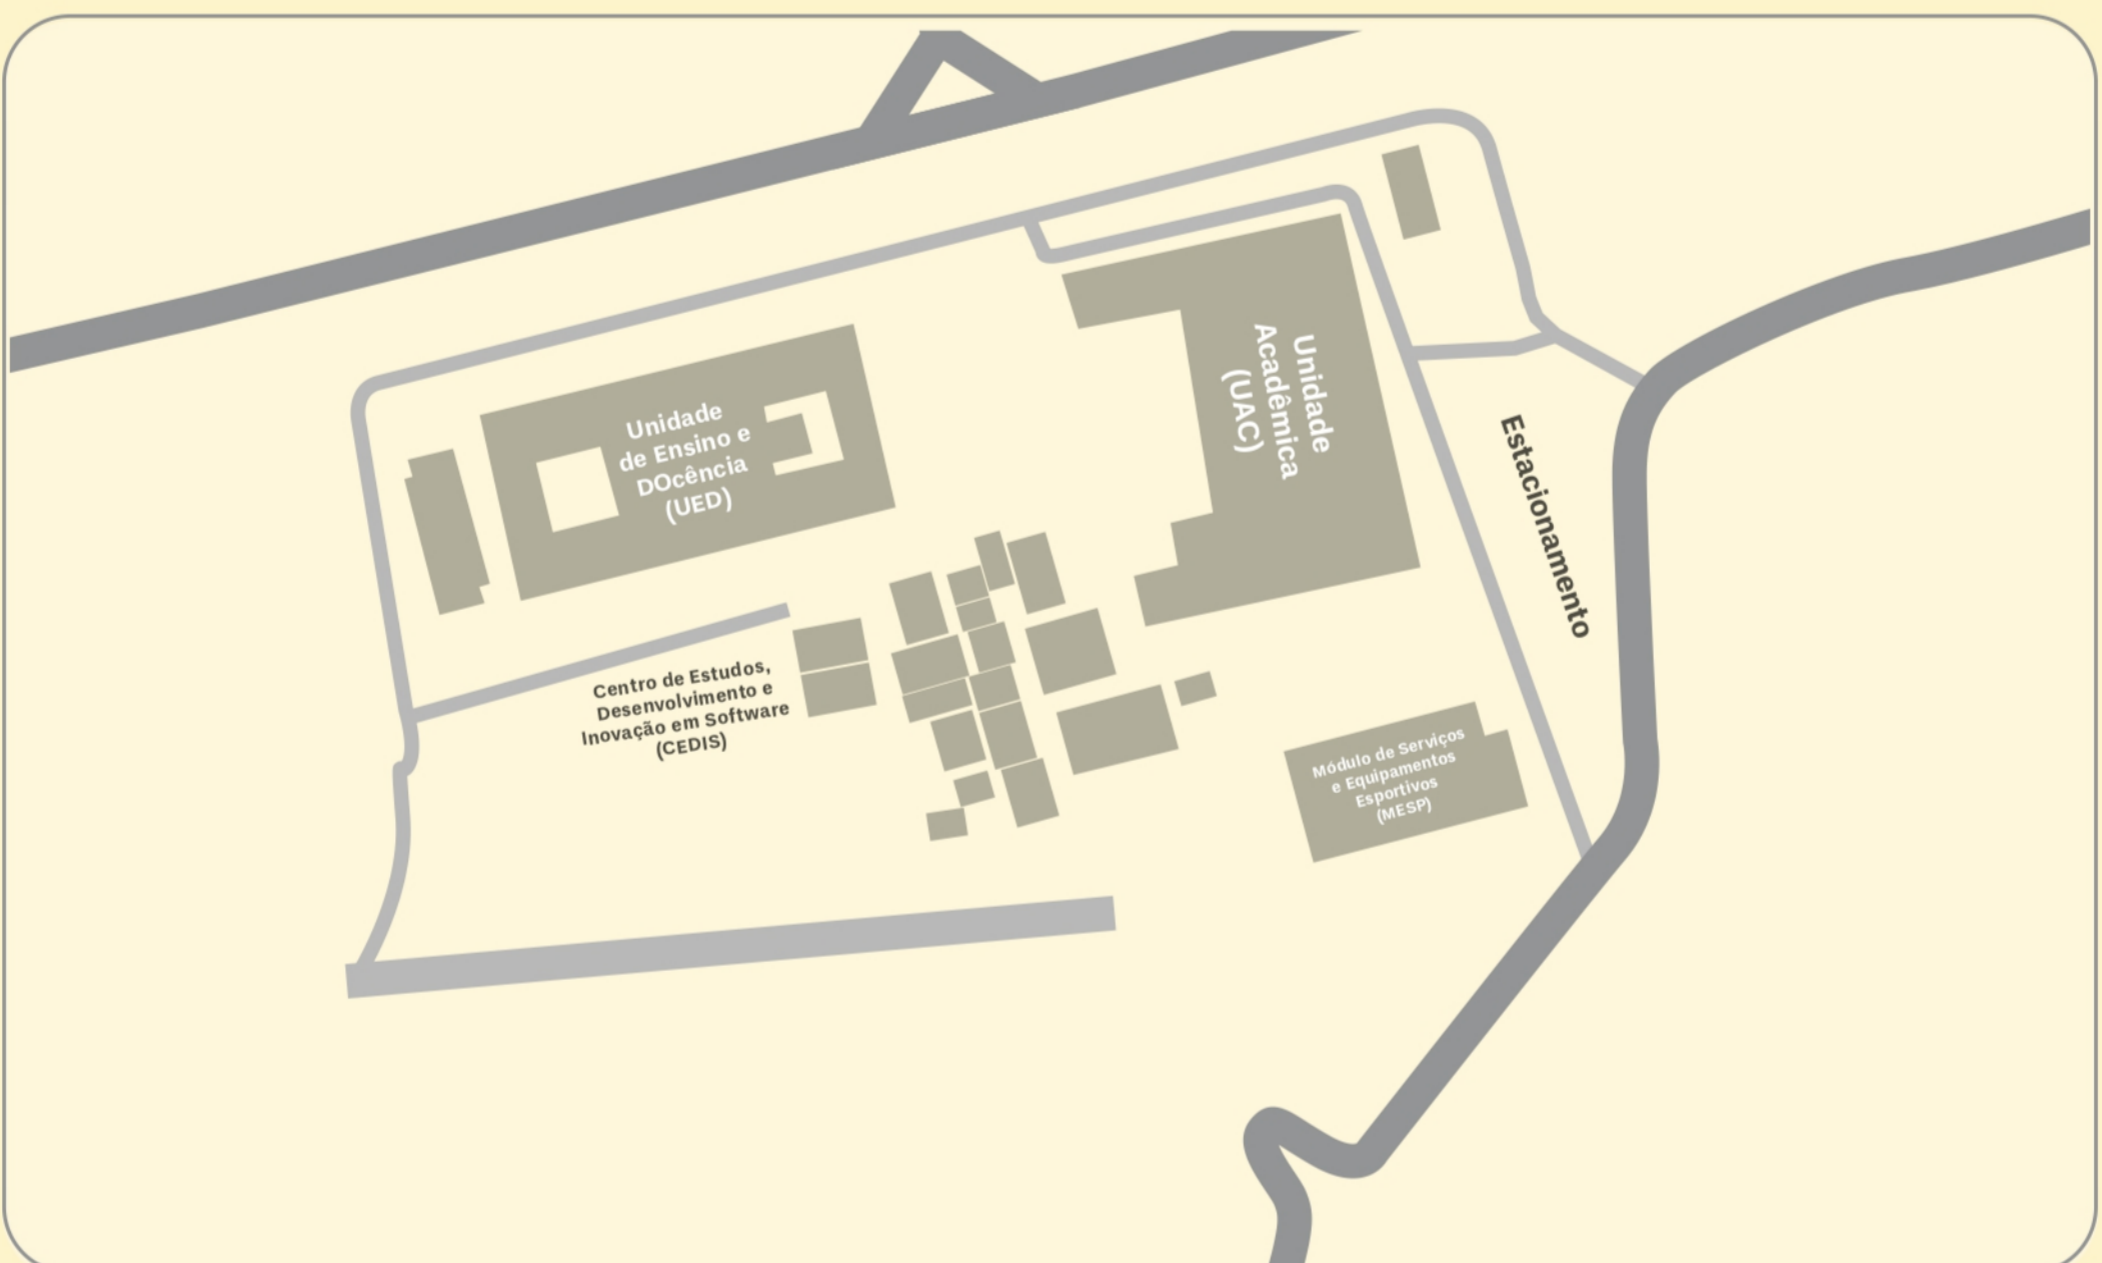 Unidade
de Ensino e
DOcência
(UED)
Unidade
Acadêmica
(UAC)
Estacionamento
Centro de Estudos,
Desenvolvimento e
Inovação em Software
(CEDIS)
Módulo de Serviços
e Equipamentos
Esportivos
(MESP)